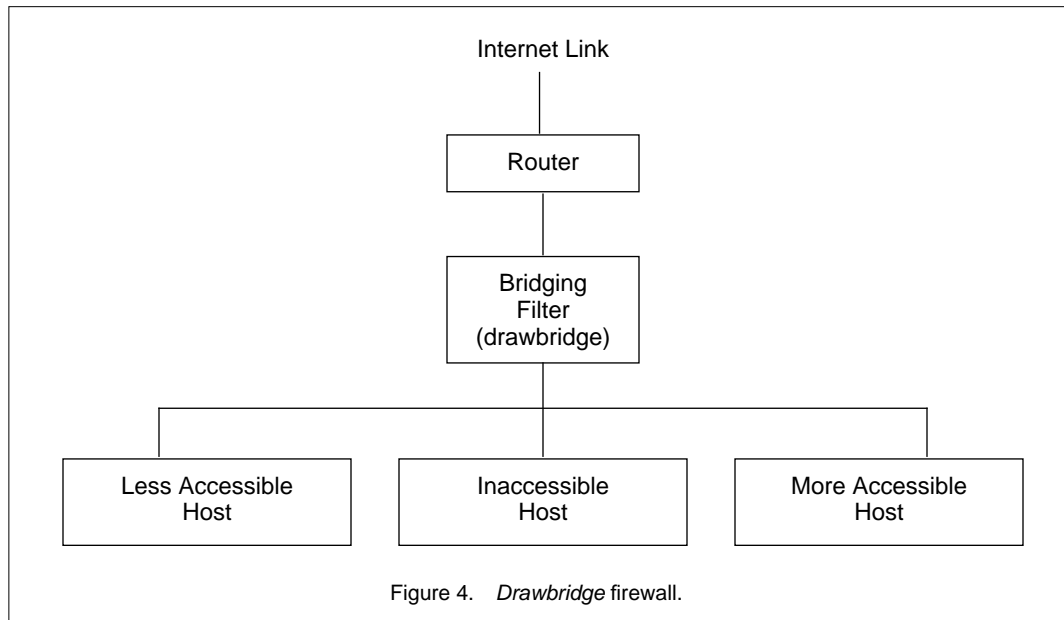 Internet Link
Router
Bridging
Filter
(drawbridge)
Less Accessible
Host
Inaccessible
Host
More Accessible
Host
Figure 4. Drawbridge firewall.